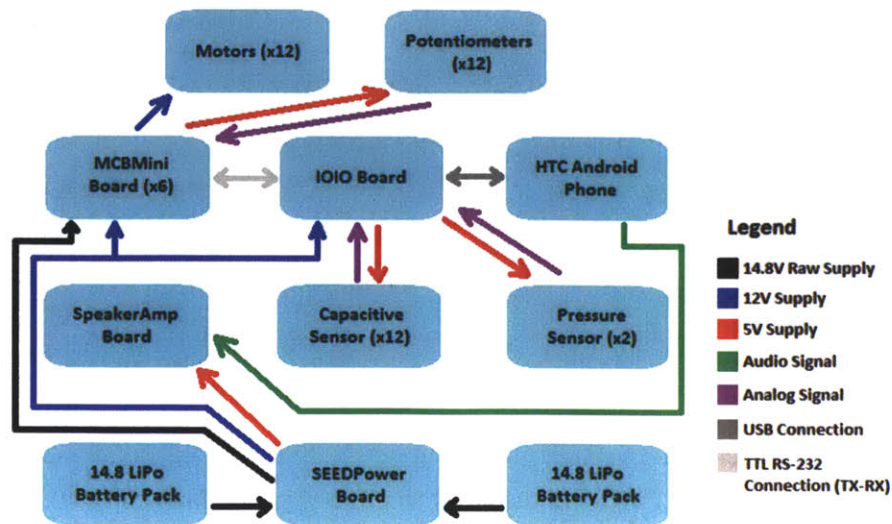 Motors (x12)
Potentiometers
(x12)
MCBMini
Board (x6)
IOIO Board
HTC Android
Phone
SpeakerAmp
Board
Capacitive
Sensor (x12)
Pressure
Sensor (x2)
14.8 LiPo
Battery Pack
SEEDPower
Board
14.8 LiPo
Battery Pack
Legend
14.8V Raw Supply
12V Supply
5V Supply
Audio Signal
Analog Signal
USB Connection
TTL RS-232
Connection (TX-RX)